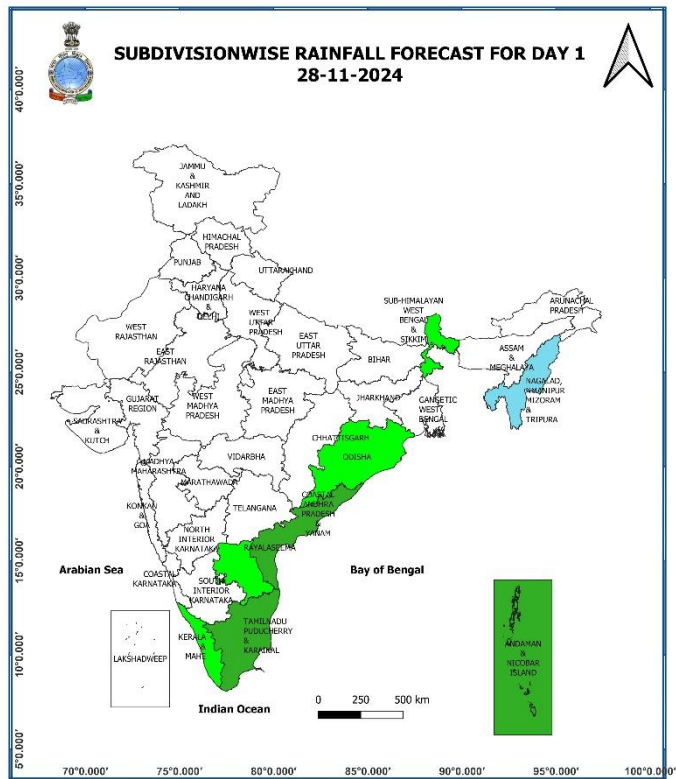 SUBDIVISIONWISE RAINFALL FORECAST FOR DAY 1
28-11-2024
40°0.000'
35°0.000'
30°0.000'
25°0.000'
20°0.000'
15°0.000'
10°0.000'
5°0.000'
JAMMU
&
KASHMIR
AND
LADAKH
HIMACHAL
PRADESH
PUNJAB
UTTARAKHAND
HARYANA
CHANDIGARH
&
DELHI
WEST
RAJASTHAN
EAST
RAJASTHAN
WEST
UTTAR
PRADESH
EAST
UTTAR
PRADESH
SUB-HIMALAYAN
WEST
BENGAL
&
SIKKIM
ARUNACHAL
PRADESH
ASSAM
&
MEGHALAYA
NAGALAD,
MANIPUR
MIZORAM
&
TRIPURA
BIHAR
JHARKHAND
GANGETIC
WEST
BENGAL
GUJARAT
REGION
SAURASHTRA
&
KUTCH
WEST
MADHYA
PRADESH
EAST
MADHYA
PRADESH
CHHATTISGARH
ODISHA
VIDARBHA
MADHYA
MAHARASHTRA
MARATHAWADA
KONKAN
&
GOA
TELANGANA
COASTAL
ANDHRA
PRADESH
&
YANAM
NORTH
INTERIOR
KARNATAKA
RAYALASEEMA
COASTAL
KARNATAKA
SOUTH
INTERIOR
KARNATAKA
TAMILNADU
PUDUCHERRY
&
KARAIKAL
KERALA
&
MAHE
LAKSHADWEEP
ANDAMAN
&
NICOBAR
ISLAND
Arabian Sea
Bay of Bengal
Indian Ocean
0 250 500 km
70°0.000' 75°0.000' 80°0.000' 85°0.000' 90°0.000' 95°0.000' 100°0.000'